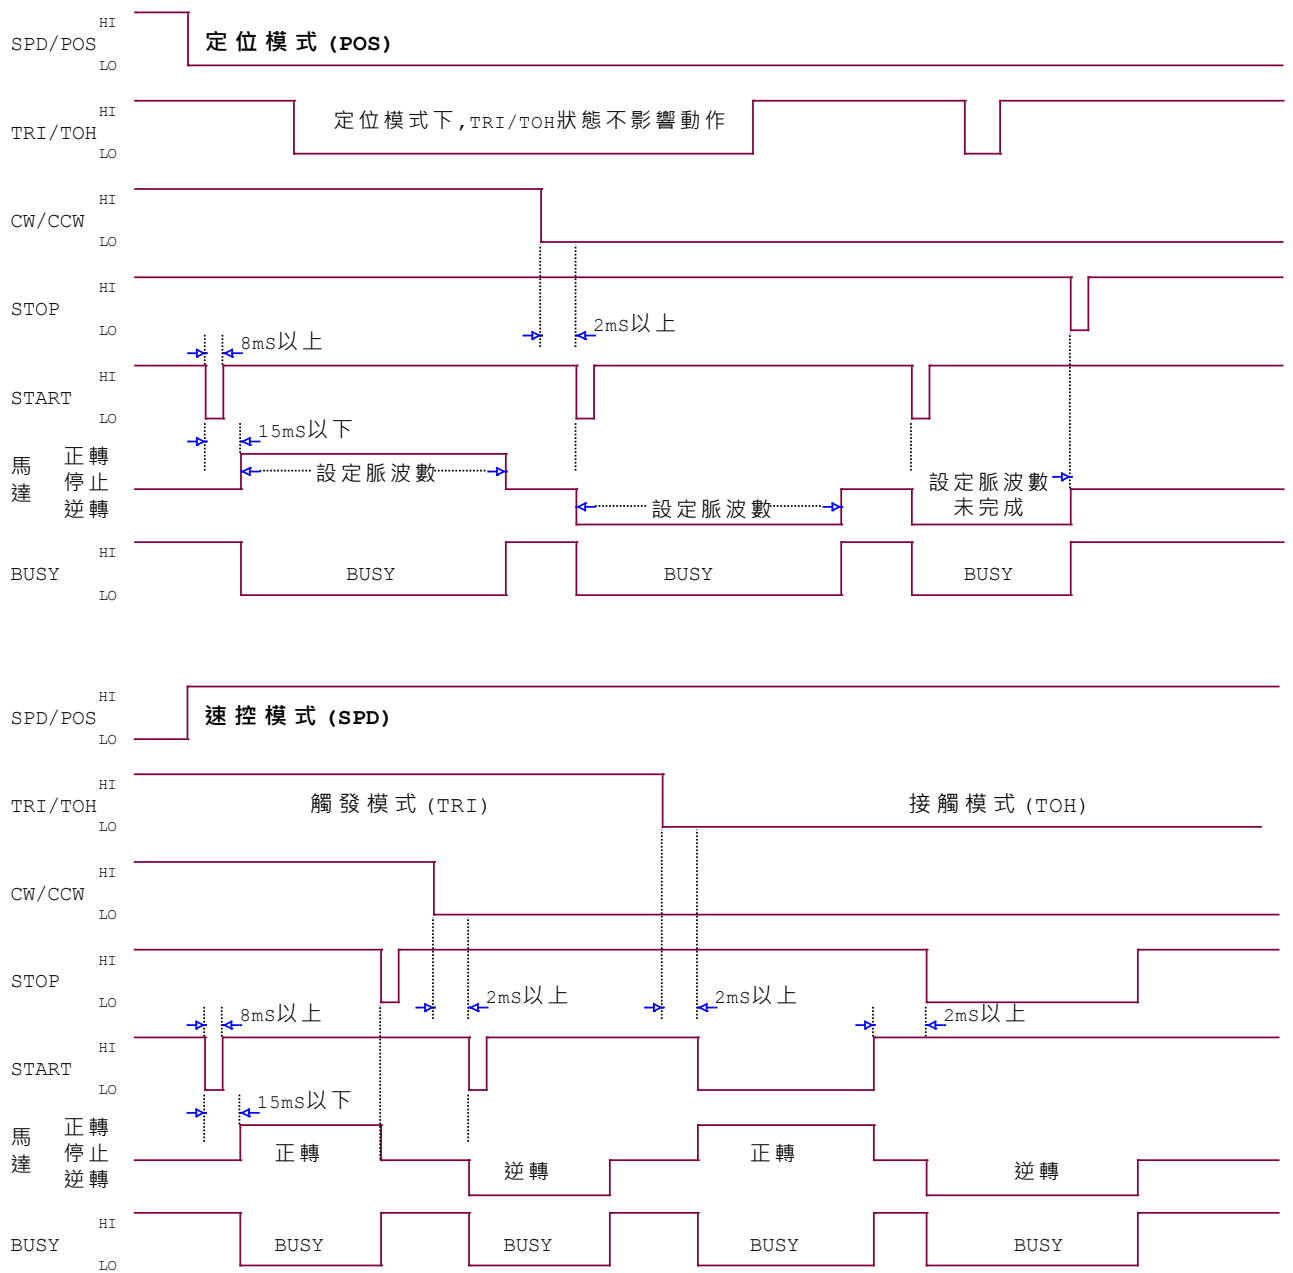 HI
SPD/POS
定位模式(POS)
LO
HI
定位模式下,TRI/TOH狀態不影響動作
TRI/TOH
LO
HI
CW/CCW
LO
HI
STOP
LO
2mS以上
8mS以上
HI
START
LO
15mS以下
馬達
正轉
停止
逆轉
設定脈波數
設定脈波數
設定脈波數
未完成
HI
BUSY
BUSY
BUSY
BUSY
LO
HI
SPD/POS
速控模式(SPD)
LO
HI
TRI/TOH
觸發模式(TRI)
接觸模式(TOH)
LO
HI
CW/CCW
LO
HI
STOP
LO
2mS以上
2mS以上
8mS以上
2mS以上
HI
START
LO
15mS以下
馬達
正轉
停止
逆轉
正轉
逆轉
正轉
逆轉
HI
BUSY
BUSY
BUSY
BUSY
BUSY
LO